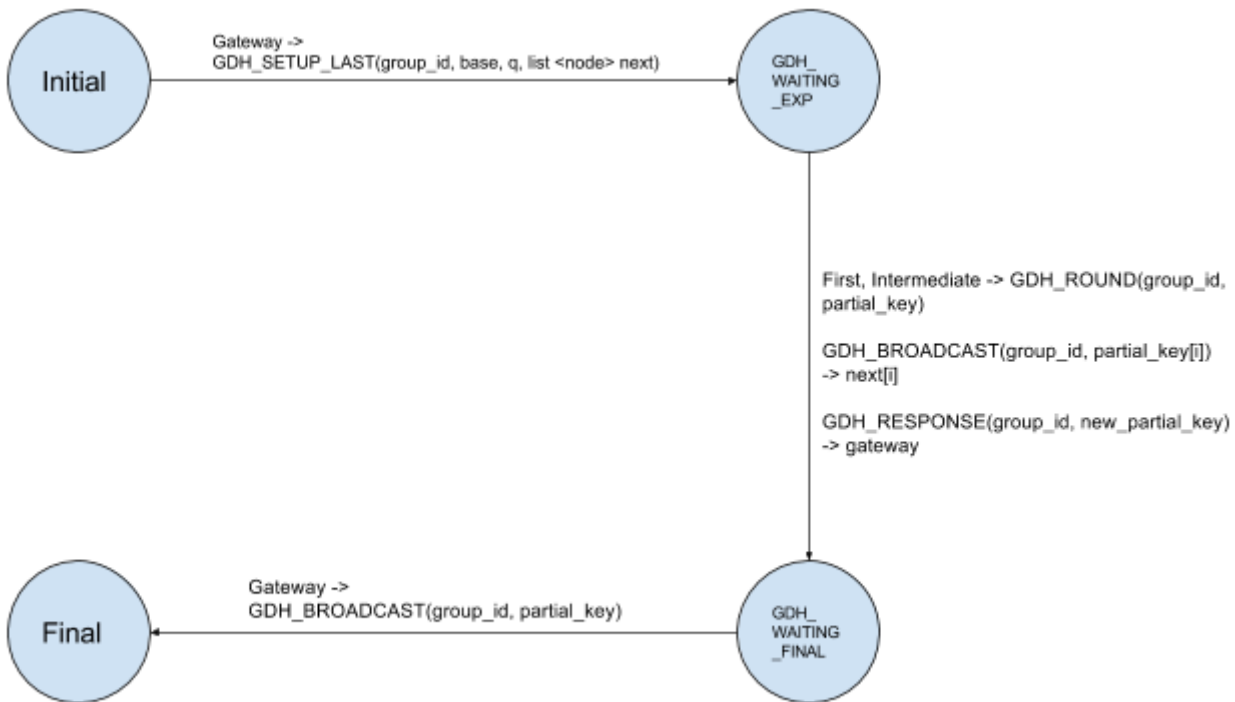 Initial
Gateway ->
GDH_SETUP_LAST(group_id, base, q, list <node> next)
GDH_
WAITING
_EXP
First, Intermediate -> GDH_ROUND(group_id,
partial_key)
GDH_BROADCAST(group_id, partial_key[i])
-> next[i]
GDH_RESPONSE(group_id, new_partial_key)
-> gateway
Final
Gateway ->
GDH_BROADCAST(group_id, partial_key)
GDH_
WAITING
_FINAL